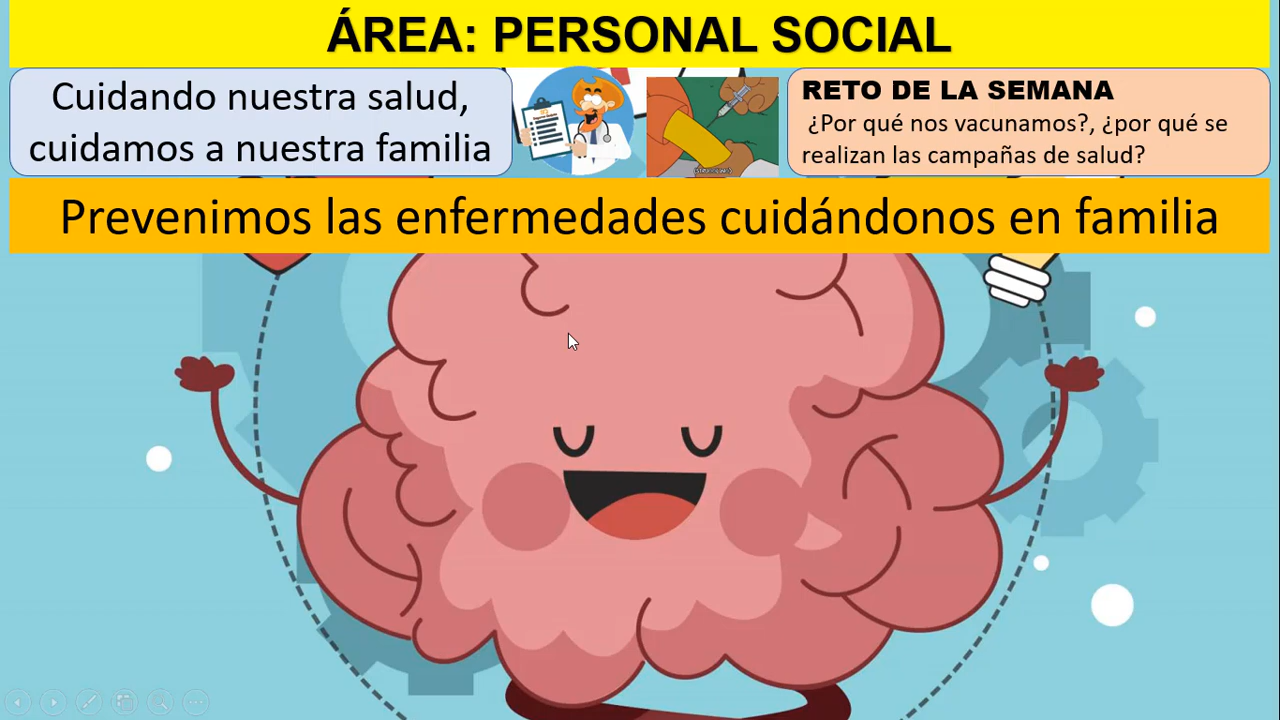 ÁREA: PERSONAL SOCIAL
Cuidando nuestra salud,
cuidamos a nuestra familia
RETO DE LA SEMANA
¿Por qué nos vacunamos?, ¿por qué se
realizan las campañas de salud?
Prevenimos las enfermedades cuidándonos en familia